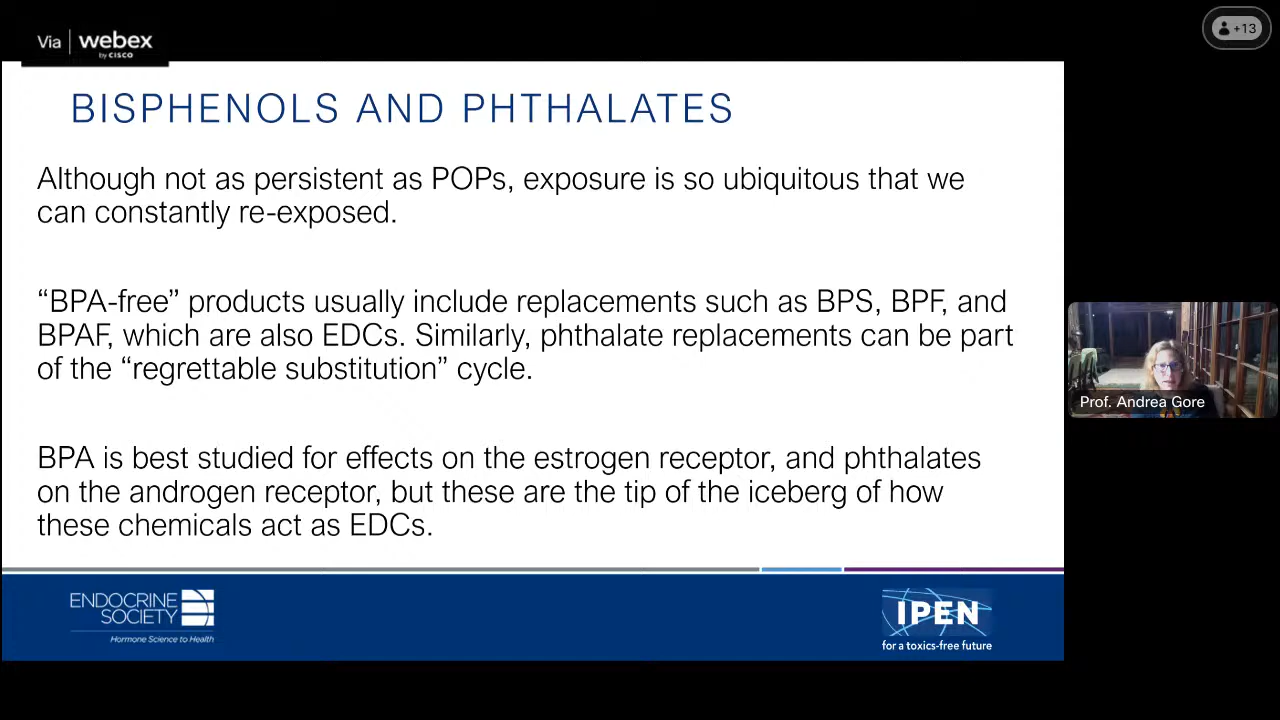 Via webex
by CISCO
+13
BISPHENOLS AND PHTHALATES
Although not as persistent as POPs, exposure is so ubiquitous that we
can constantly re-exposed.
“BPA-free” products usually include replacements such as BPS, BPF, and
BPAF, which are also EDCs. Similarly, phthalate replacements can be part
of the “regrettable substitution” cycle.
BPA is best studied for effects on the estrogen receptor, and phthalates
on the androgen receptor, but these are the tip of the iceberg of how
these chemicals act as EDCs.
Prof. Andrea Gore
ENDOCRINE
SOCIETY
Hormone Science to Health
IPEN
for a toxics-free future